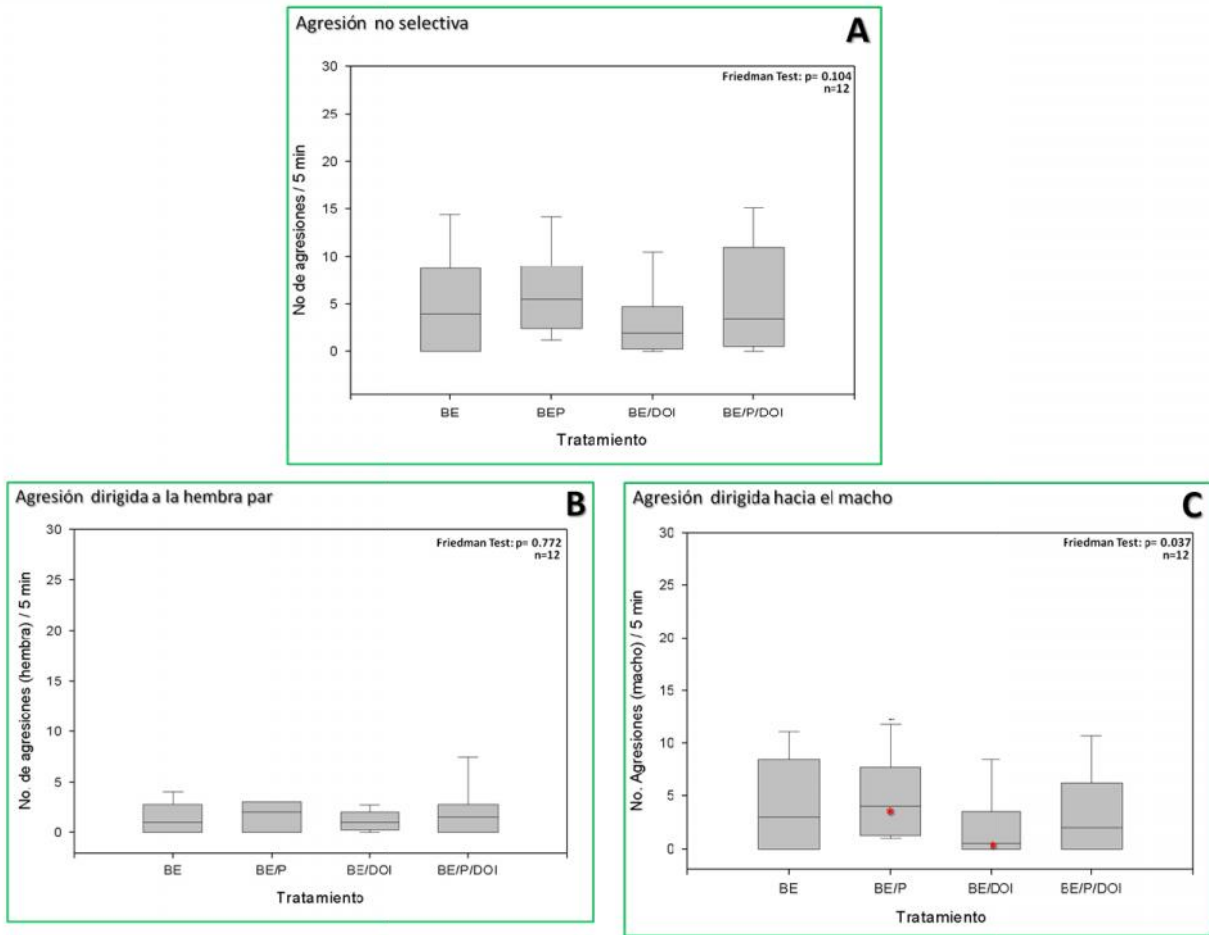 Agresión no selectiva
A
Friedman Test: p= 0.104
n=12
No de agresiones / 5 min
30
25
20
15
10
5
0
BE
BEP
BE/DOI
BE/P/DOI
Tratamiento
Agresión dirigida a la hembra par
B
Friedman Test: p= 0.772
n=12
No. de agresiones (hembra) / 5 min
30
25
20
15
10
5
0
BE
BE/P
BE/DOI
BE/P/DOI
Tratamiento
Agresión dirigida hacia el macho
C
Friedman Test: p= 0.037
n=12
No. Agresiones (macho) / 5 min
30
25
20
15
10
5
0
BE
BE/P
BE/DOI
BE/P/DOI
Tratamiento